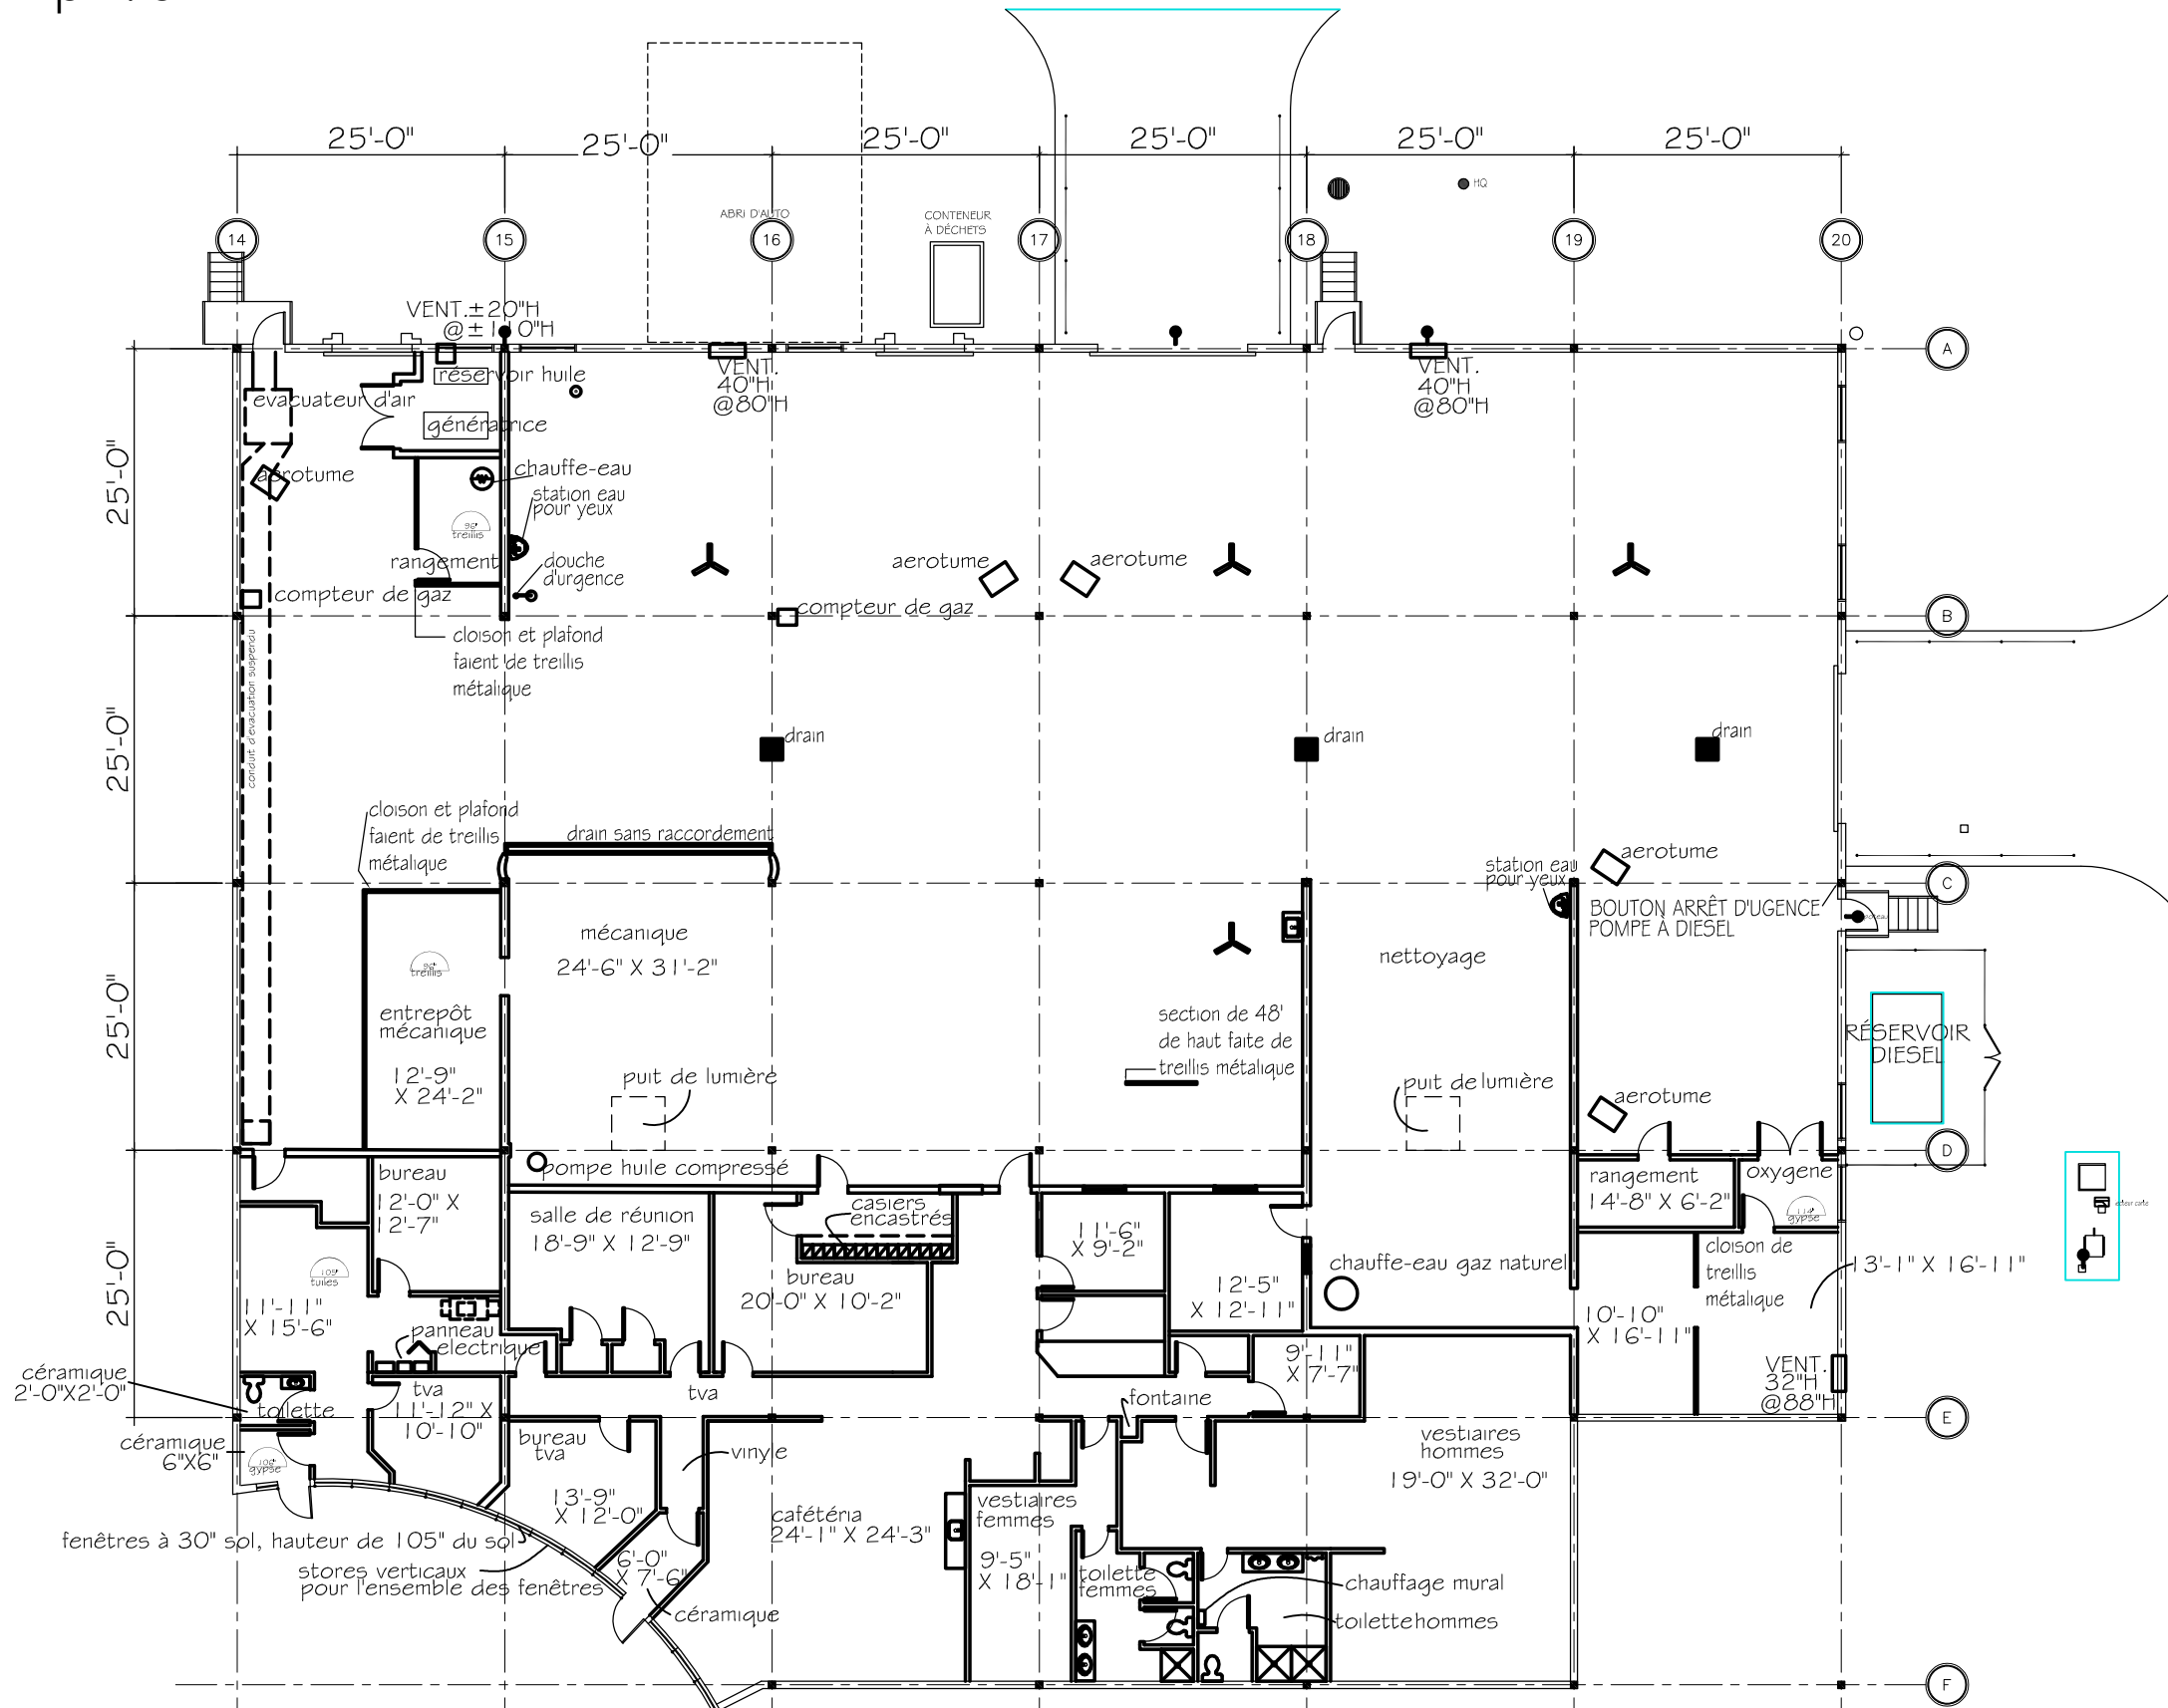 25'-0"
25'-0"
25'-0"
25'-0"
25'-0"
25'-0"
HQ
ABRI D'AUTO
CONTENEUR
À DÉCHETS
14
15
16
17
18
19
20
VENT.±20"H
VENT.
40"H
@80"H
VENT.
40"H
@80"H
A
réservoir huile
evacuateur d'air
génératrice
25'-0"
aerotume
chauffe-eau
station eau
pour yeux
96"
treillis
rangement
douche
d'urgence
aerotume
aerotume
compteur de gaz
compteur de gaz
B
cloison et plafond
faient de treillis
métalique
conduit d'evacuation suspendu
25'-0"
drain
drain
drain
cloison et plafond
faient de treillis
métalique
drain sans raccordement
aerotume
station eau
pour yeux
C
BOUTON ARRÊT D'UGENCE
POMPE À DIESEL
mécanique
24'-6" X 31'-2"
nettoyage
treillis
entrepôt
mécanique
12'-9"
X 24'-2"
25'-0"
section de 48'
de haut faite de
treillis métalique
RÉSERVOIR
DIESEL
puit de lumière
puit de lumière
aerotume
D
pompe huile compressé
bureau
12'-0" X
12'-7"
salle de réunion
18'-9" X 12'-9"
casiers
encastrés
11'-6"
X 9'-2"
rangement
14'-8" X 6'-2"
oxygene
114"
gypse
25'-0"
109"
tuiles
11'-11"
X 15'-6"
bureau
20'-0" X 10'-2"
12'-5"
X 12'-11"
chauffe-eau gaz naturel
cloison de
treillis
métalique
13'-1" X 16'-11"
10'-10"
X 16'-11"
panneau
electrique
9'-11"
X 7'-7"
VENT.
32"H
@88"H
céramique
2'-0"X2'-0"
toilette
tva
11'-12" X
10'-10"
tva
fontaine
E
céramique
6"X6"
106"
gypse
bureau
tva
vinyle
13'-9"
X 12'-0"
vestiaires
hommes
19'-0" X 32'-0"
cafétéria
24'-1" X 24'-3"
vestiaires
femmes
9'-5"
X 18'-1"
fenêtres à 30" sol, hauteur de 105" du sol
stores verticaux
pour l'ensemble des fenêtres
6'-0"
X 7'-6"
céramique
toilette
femmes
chauffage mural
toilette hommes
F